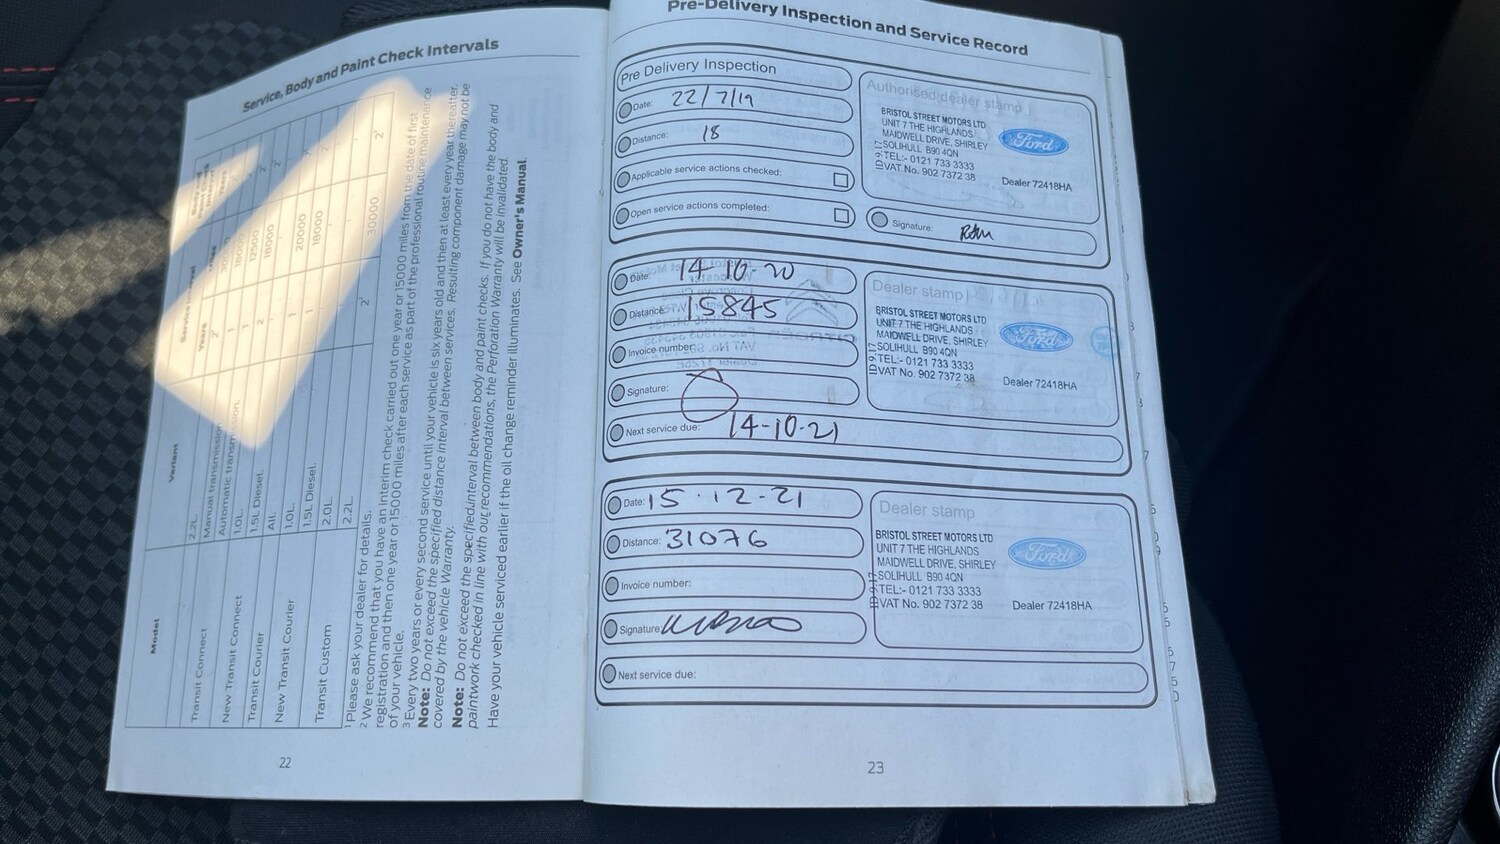 Service, Body and Paint Check Intervals
Model
Variant
Years
Transit Connect
2.2L
Manual transmission.
Automatic transmission.
New Transit Connect
1.0L
1.5L Diesel.
Transit Courier
All.
New Transit Courier
1.0L
1.5L Diesel.
Transit Custom
2.0L
2.2L
12500
18000
20000
18000
30000
1 Please ask your dealer for details.
2 We recommend that you have an interim check carried out one year or 15000 miles from the date of first
registration and then one year or 15000 miles after each service as part of the professional routine maintenance
of your vehicle.
3 Every two years or every second service until your vehicle is six years old and then at least every year thereafter.
Note: Do not exceed the specified distance interval between services. Resulting component damage may not be
covered by the vehicle Warranty.
Note: Do not exceed the specified interval between body and paint checks. If you do not have the body and
paintwork checked in line with our recommendations, the Perforation Warranty will be invalidated.
Have your vehicle serviced earlier if the oil change reminder illuminates. See Owner's Manual.
22
Pre-Delivery Inspection and Service Record
Pre Delivery Inspection
Date: 22/7/19
Distance: 18
Applicable service actions checked:
Open service actions completed:
Authorised dealer stamp
BRISTOL STREET MOTORS LTD
UNIT 7 THE HIGHLANDS
MAIDWELL DRIVE, SHIRLEY
SOLIHULL B90 4QN
TEL:- 0121 733 3333
VAT No. 902 7372 38
Ford
Dealer 72418HA
Signature:
Date: 14-10-20
Distance: 15845
Invoice number:
Signature:
Next service due: 14-10-21
Dealer stamp
BRISTOL STREET MOTORS LTD
UNIT 7 THE HIGHLANDS
MAIDWELL DRIVE, SHIRLEY
SOLIHULL B90 4QN
TEL:- 0121 733 3333
VAT No. 902 7372 38
Ford
Dealer 72418HA
Date: 15.12-21
Distance: 31076
Invoice number:
Signature:
Next service due:
Dealer stamp
BRISTOL STREET MOTORS LTD
UNIT 7 THE HIGHLANDS
MAIDWELL DRIVE, SHIRLEY
SOLIHULL B90 4QN
TEL:- 0121 733 3333
VAT No. 902 7372 38
Ford
Dealer 72418HA
23